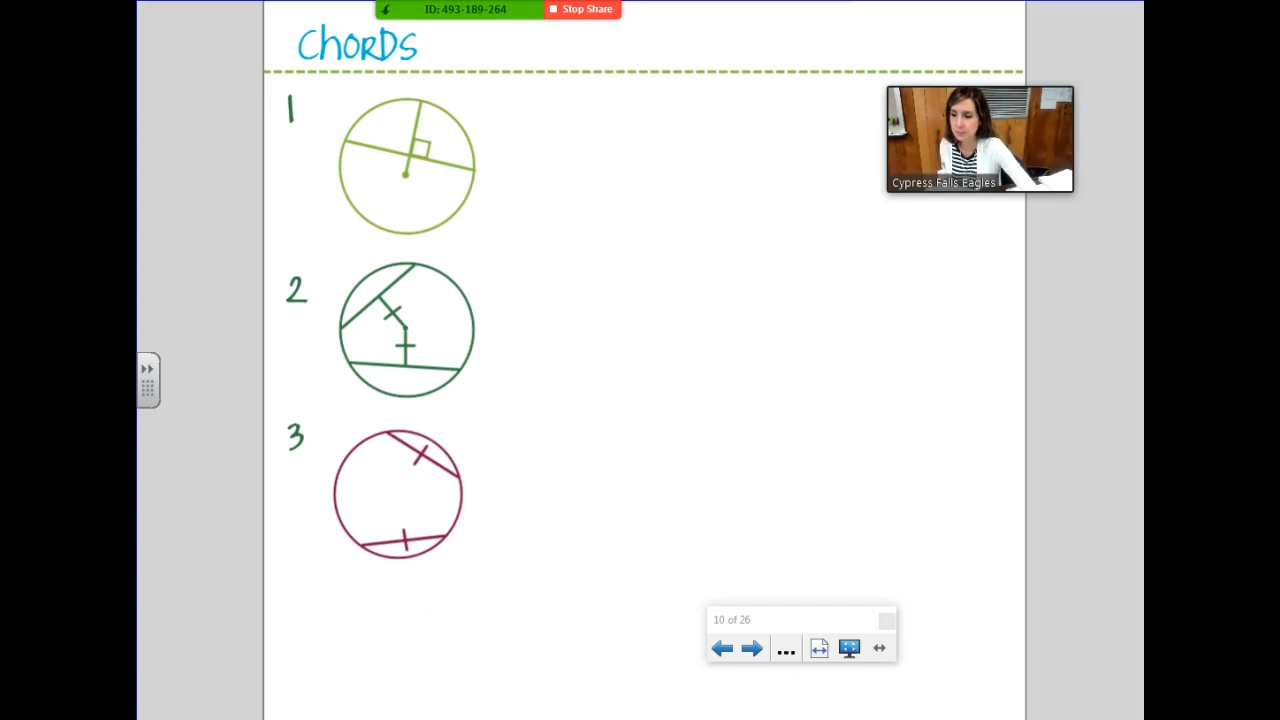 ID: 493-189-264
Stop Share
ChORDS
1
Cypress Falls Eagles
2
3
10 of 26
...